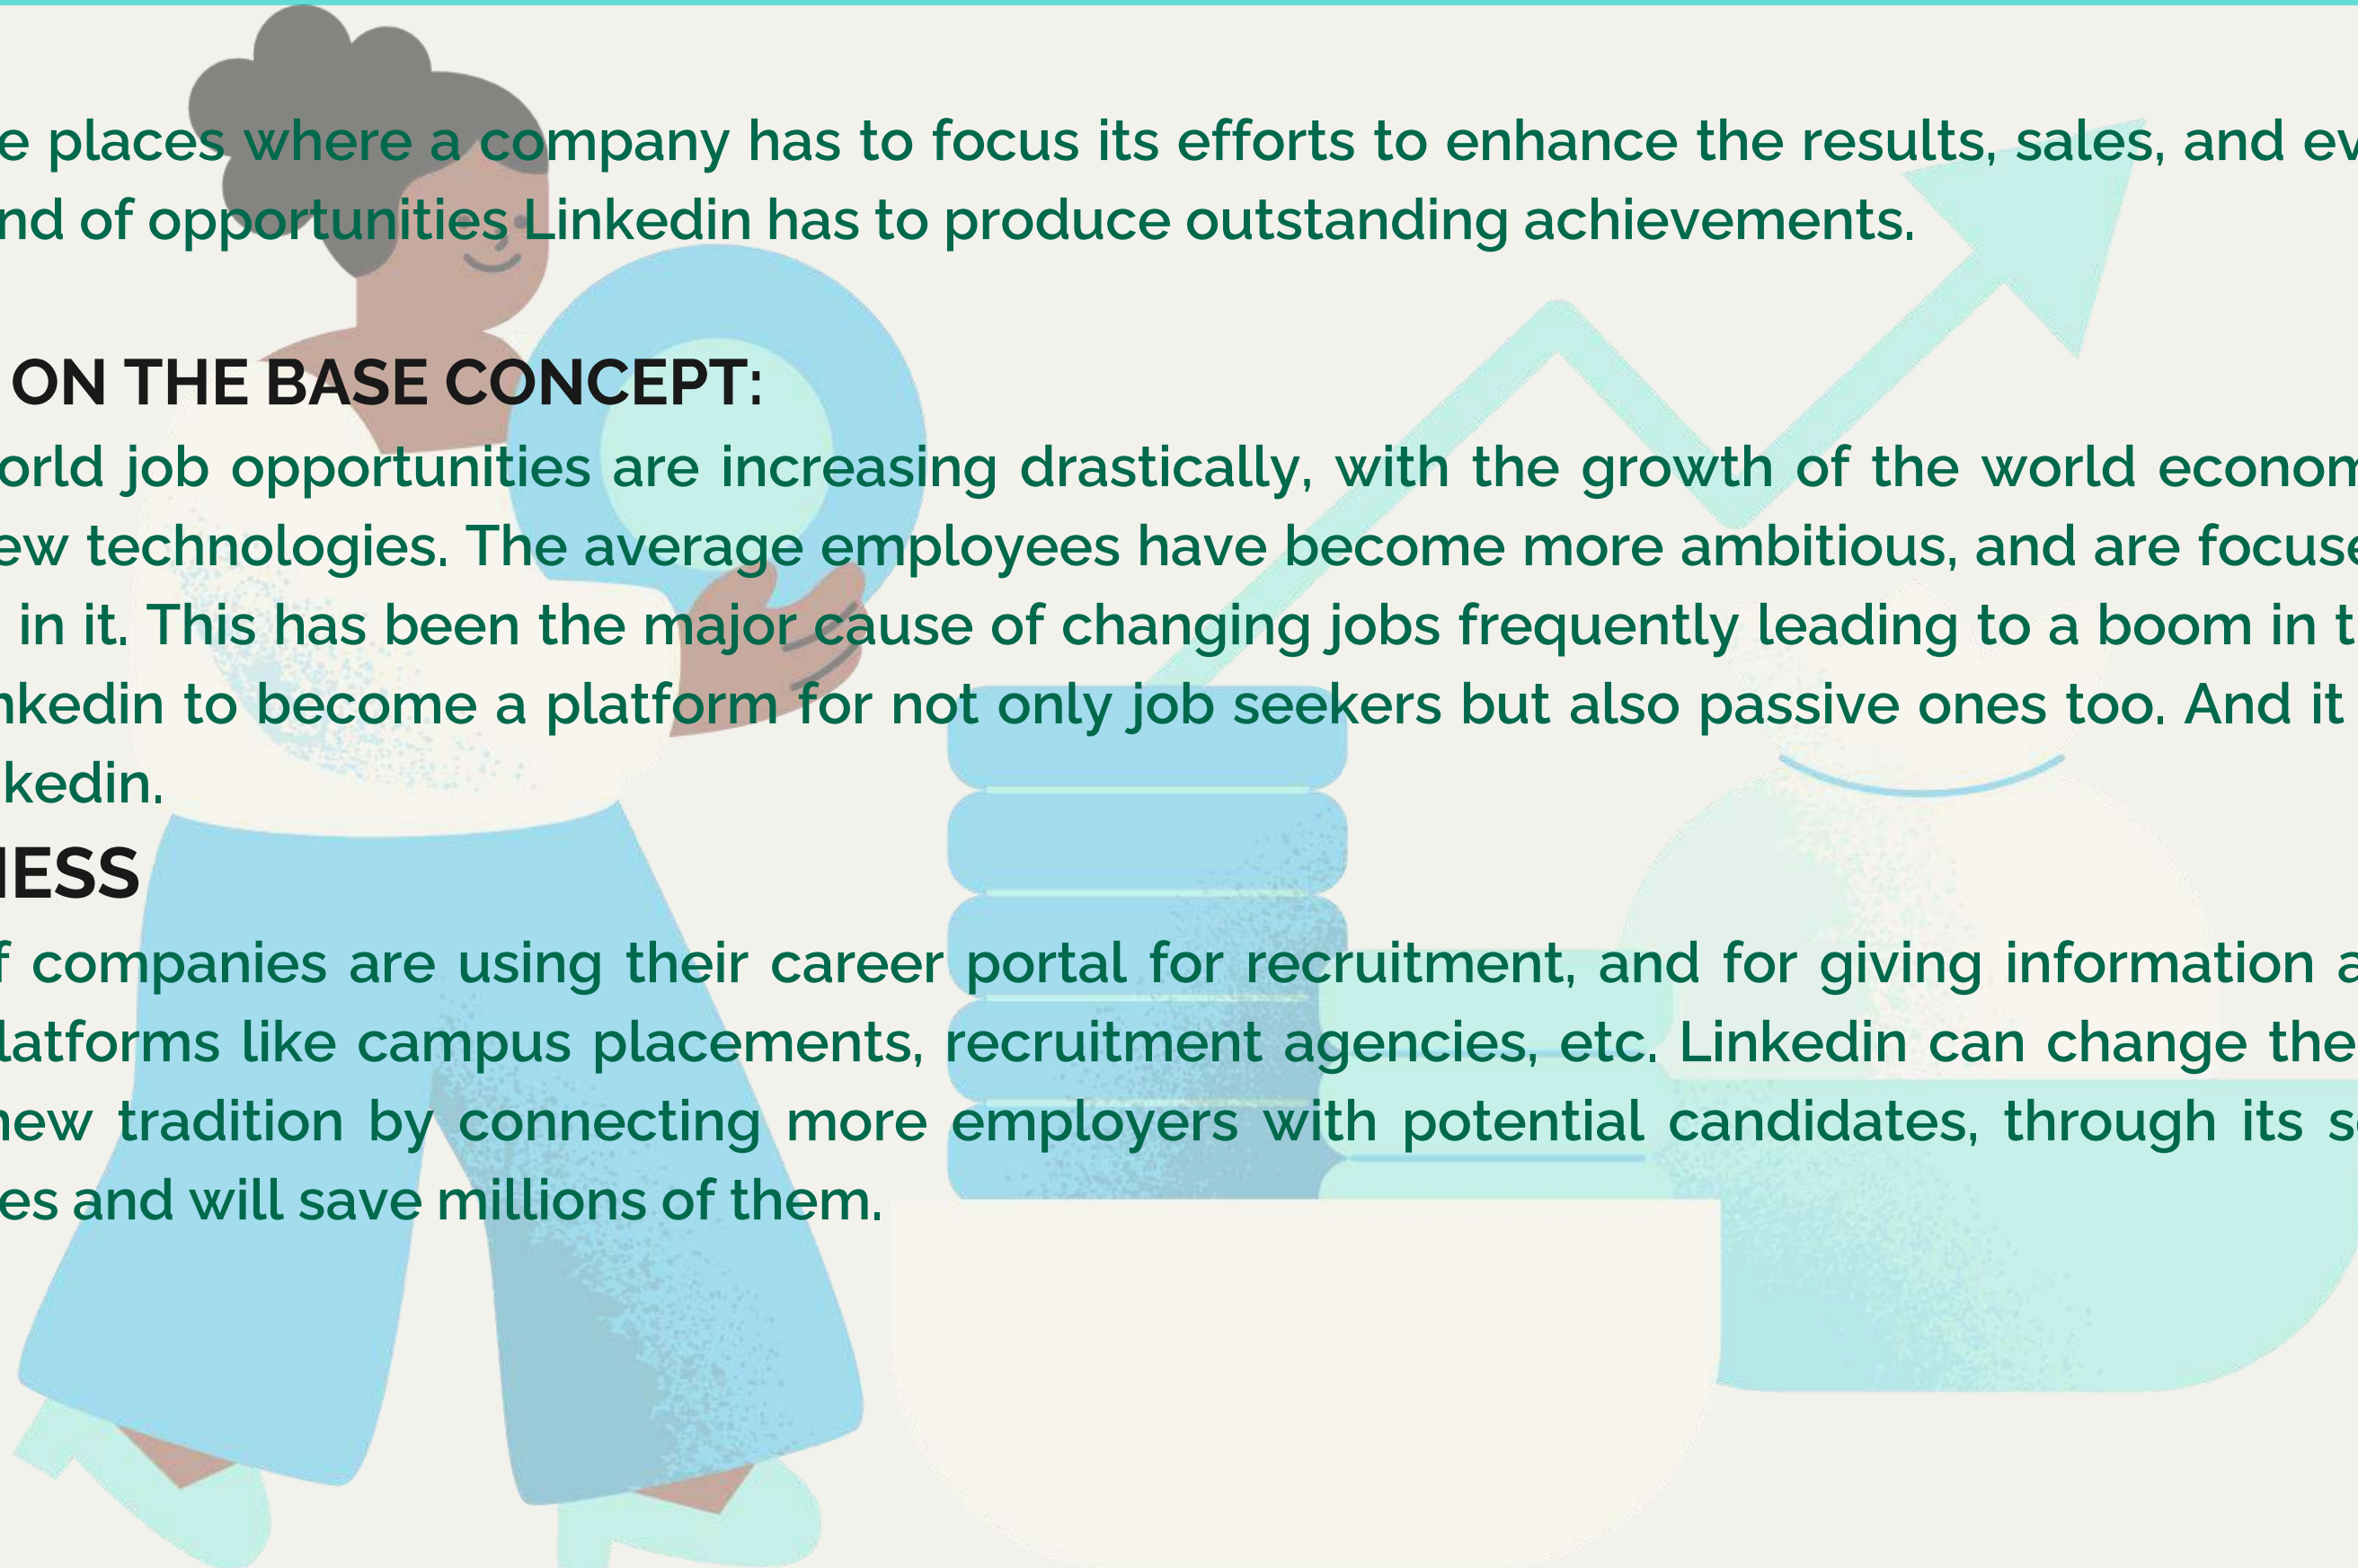 e places where a company has to focus its efforts to enhance the results, sales, and ev
nd of opportunities Linkedin has to produce outstanding achievements.
ON THE BASE CONCEPT:
orld job opportunities are increasing drastically, with the growth of the world econom
ew technologies. The average employees have become more ambitious, and are focuse
in it. This has been the major cause of changing jobs frequently leading to a boom in t
nkedin to become a platform for not only job seekers but also passive ones too. And it
kedin.
NESS
f companies are using their career portal for recruitment, and for giving information a
latforms like campus placements, recruitment agencies, etc. Linkedin can change the
new tradition by connecting more employers with potential candidates, through its s
es and will save millions of them.